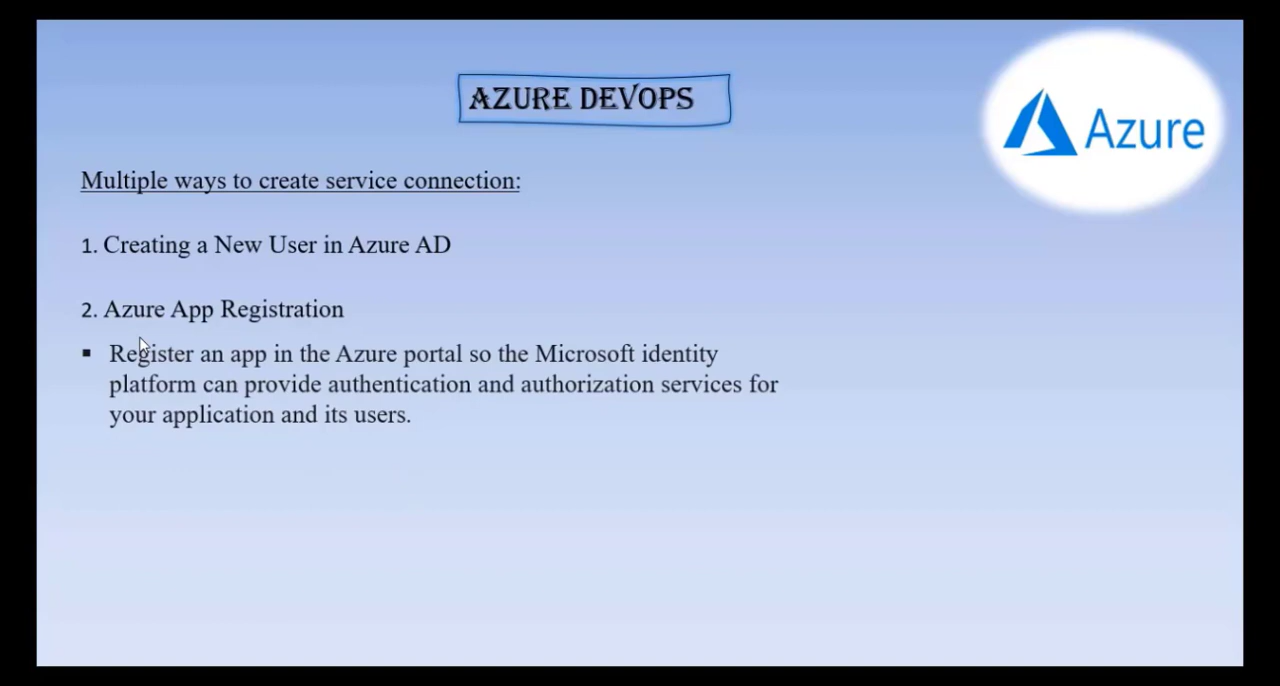 AZURE DEVOPS
Azure
Multiple ways to create service connection:
1. Creating a New User in Azure AD
2. Azure App Registration
▪ Register an app in the Azure portal so the Microsoft identity
platform can provide authentication and authorization services for
your application and its users.